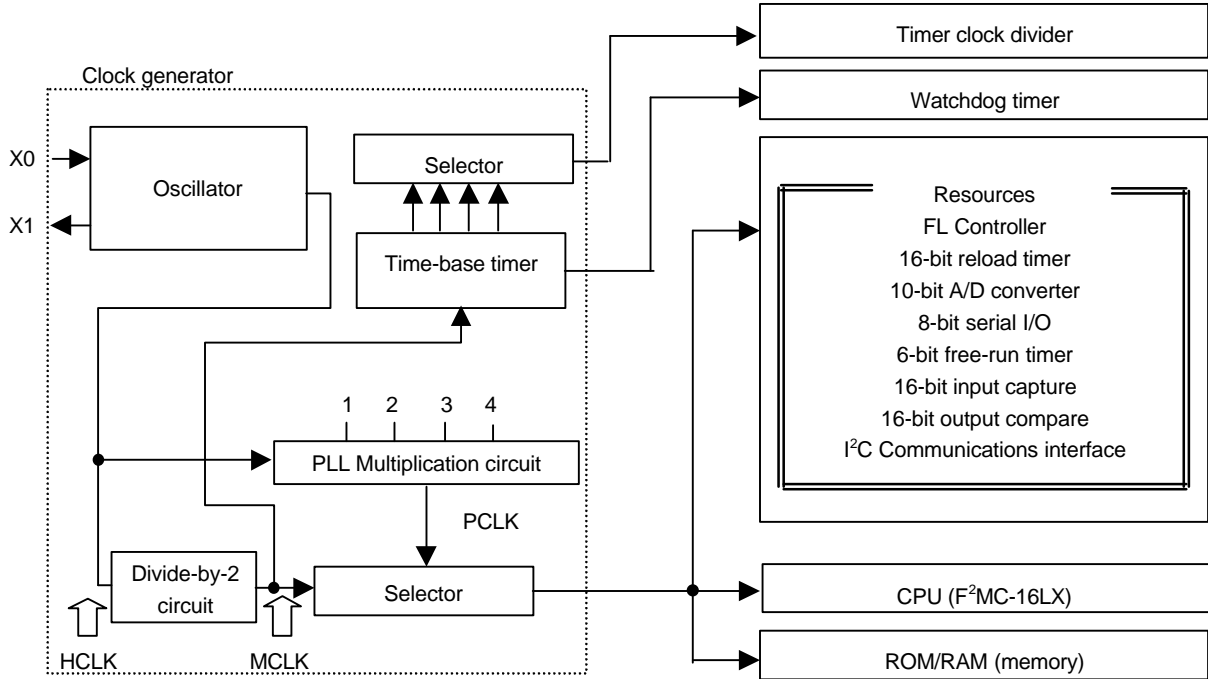 Timer clock divider
Clock generator
Watchdog timer
X0
X1
Oscillator
Selector
Time-base timer
Resources
FL Controller
16-bit reload timer
10-bit A/D converter
8-bit serial I/O
6-bit free-run timer
16-bit input capture
16-bit output compare
I²C Communications interface
1 2 3 4
PLL Multiplication circuit
PCLK
Divide-by-2
circuit
Selector
CPU (F²MC-16LX)
HCLK
MCLK
ROM/RAM (memory)